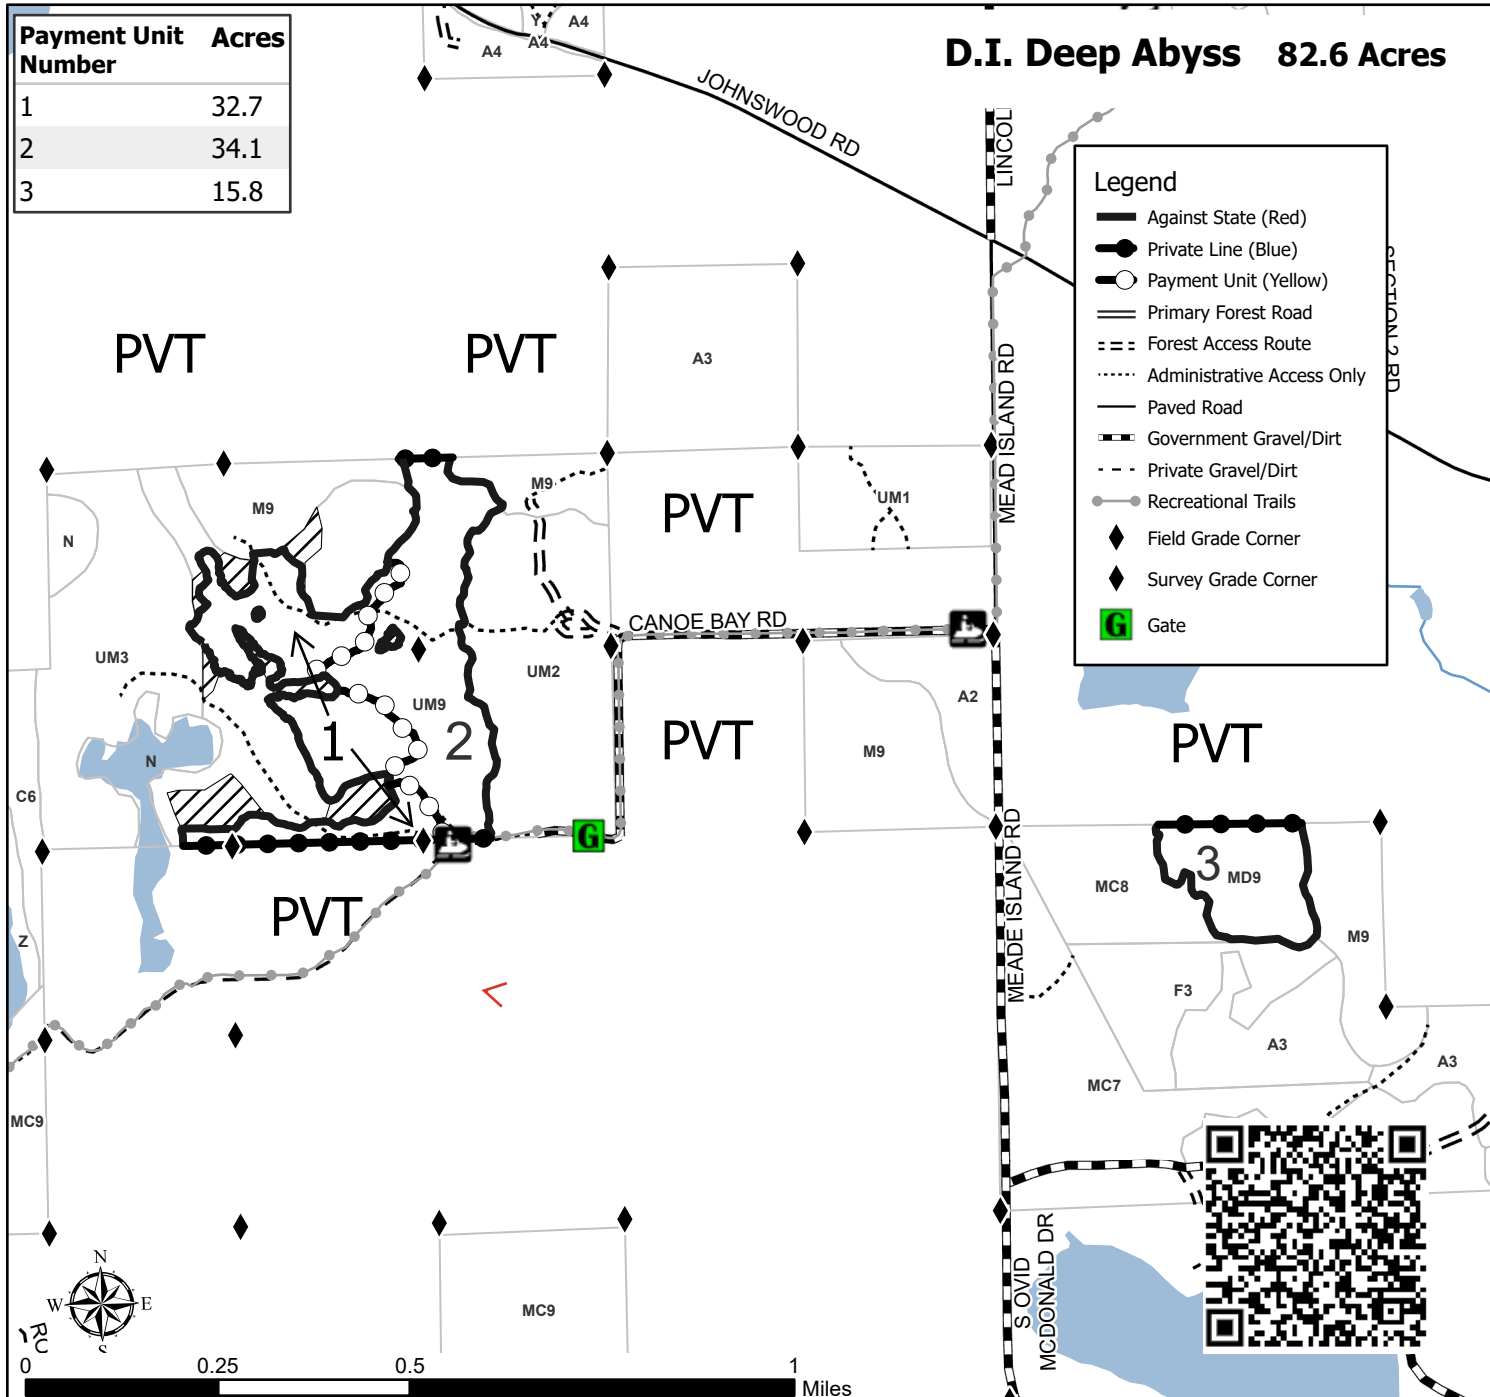 Payment Unit Number Acres
1 32.7
2 34.1
3 15.8
D.I. Deep Abyss 82.6 Acres
Y
A4
A4
A4
JOHNSWOOD RD
LINCOL
Legend
Against State (Red)
Private Line (Blue)
Payment Unit (Yellow)
Primary Forest Road
Forest Access Route
Administrative Access Only
Paved Road
Government Gravel/Dirt
Private Gravel/Dirt
Recreational Trails
Field Grade Corner
Survey Grade Corner
G Gate
SECTION 2 RD
PVT
PVT
A3
MEAD ISLAND RD
M9
M9
PVT
UM1
N
CANOE BAY RD
UM3
UM2
UM9
A2
1
2
PVT
M9
PVT
N
C6
G
MEADE ISLAND RD
3
MD9
MC8
PVT
Z
M9
F3
A3
A3
MC7
MC9
S OVID
MCDONALD DR
MC9
N
W E
S
RC
0 0.25 0.5 1
Miles